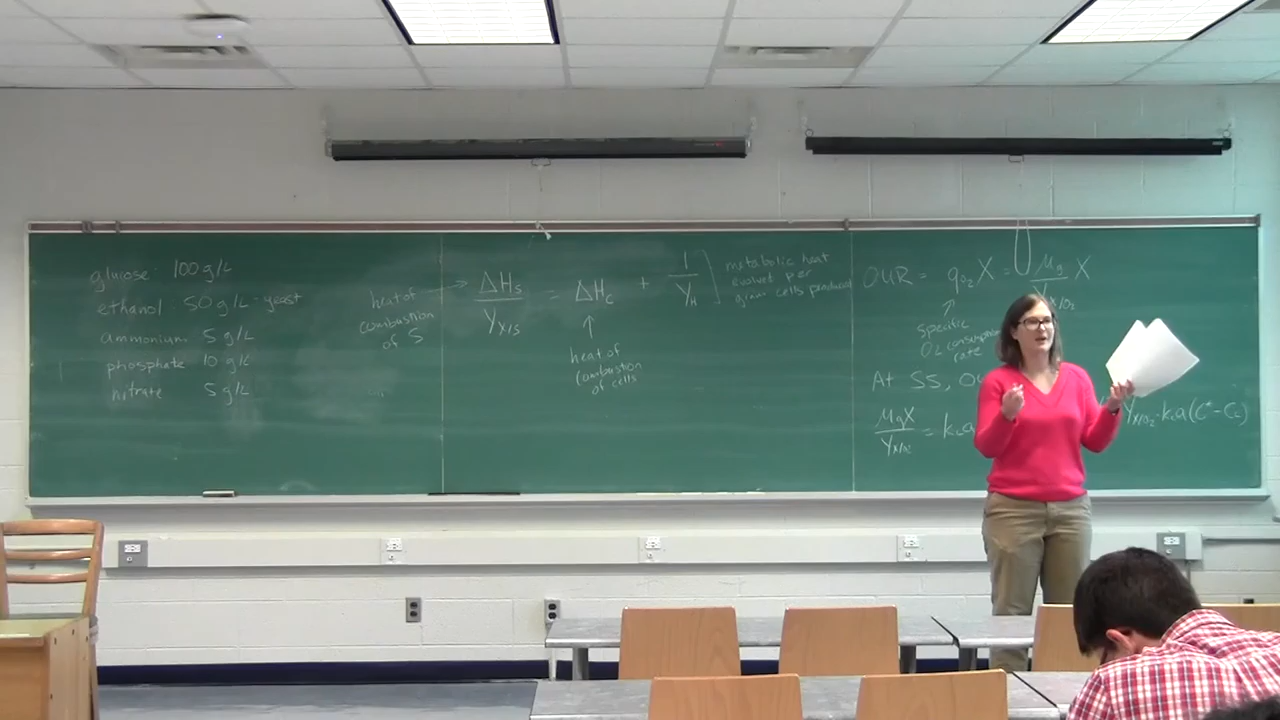 glucose 100 g/L
ethanol 50 g/L - yeast
ammonium 5 g/L
phosphate 10 g/L
nitrate 5 g/L
heat of
combustion
of S
ΔHs / Yx/s = ΔHc + 1 / YH
heat of
combustion
of cells
metabolic heat
evolved per
gram cells produced
OUR = qO2 X = μg X / Yx/O2
specific
O2 consumption
rate
At SS,
μg X / Yx/O2 = kLa
Yx/O2 · kLa (C* - CL)